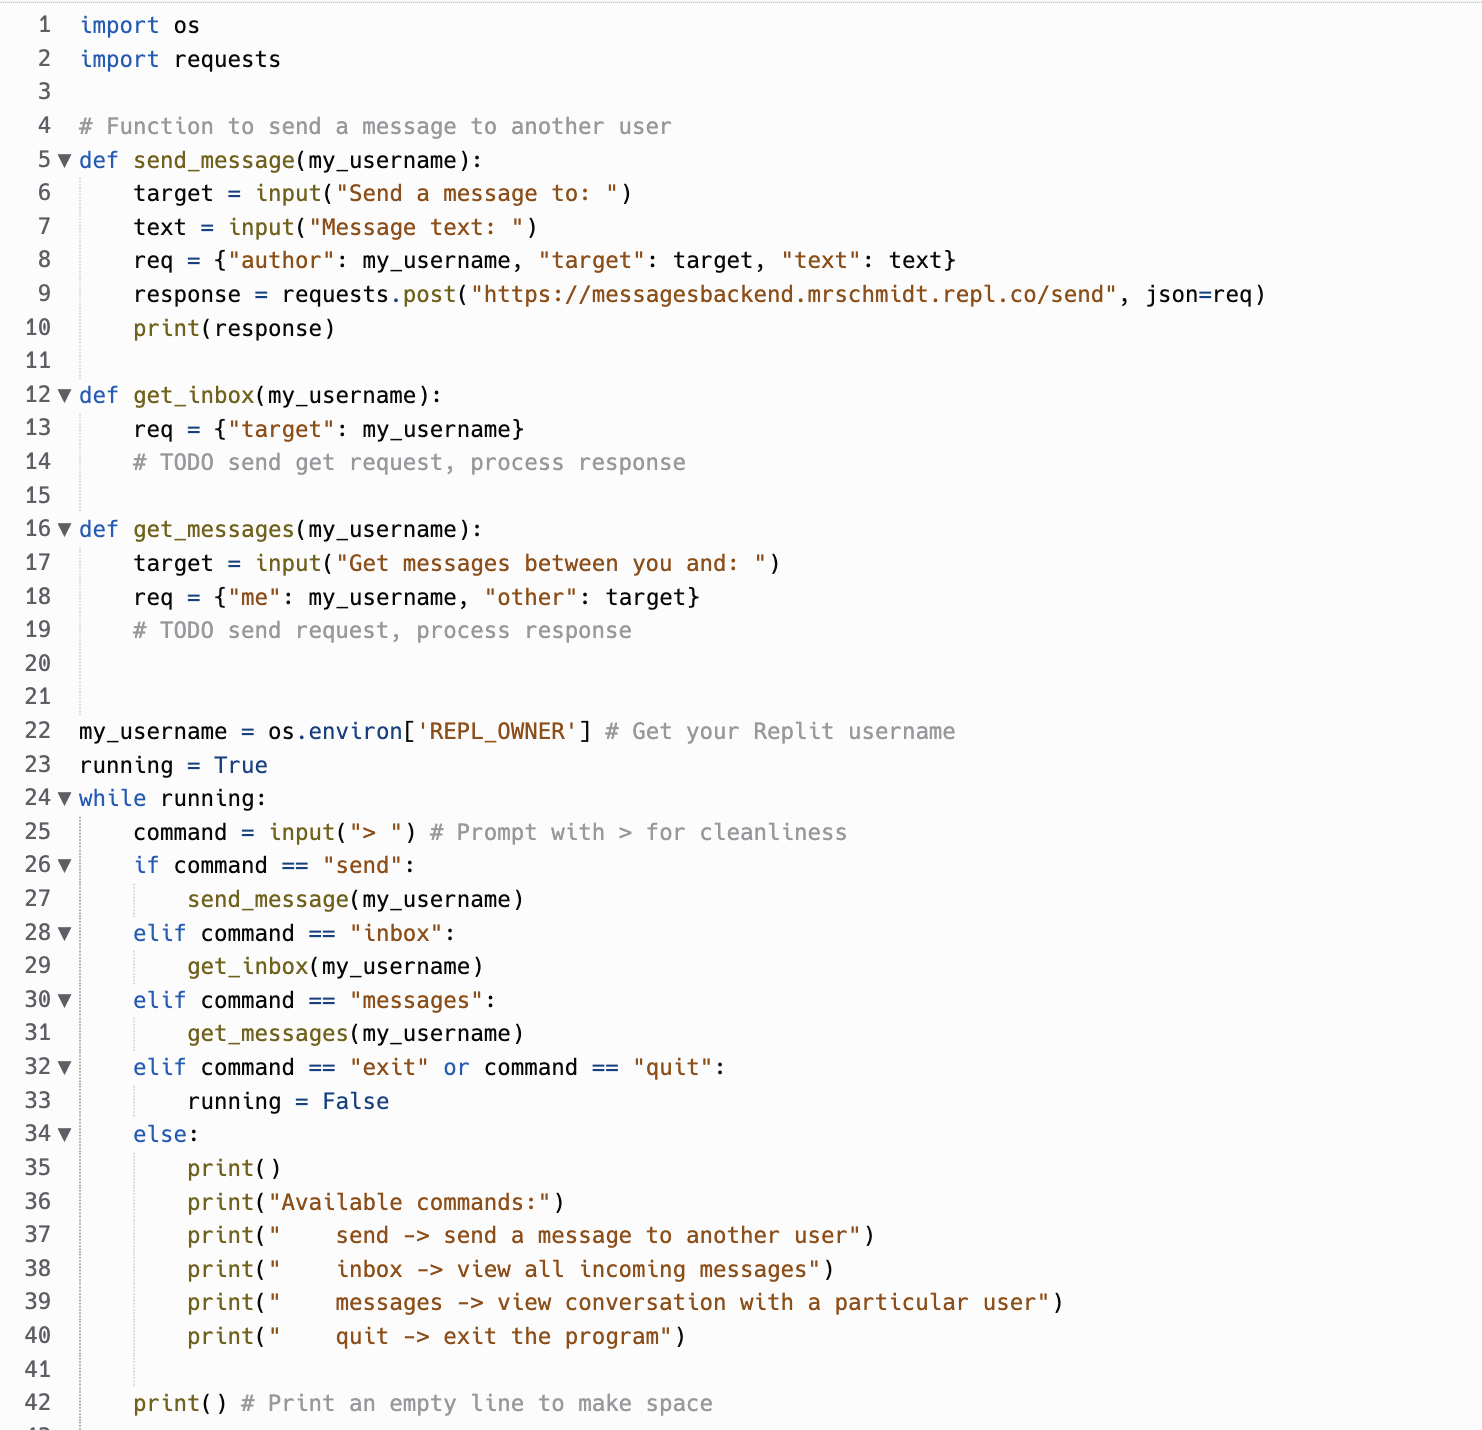 1 import os
2 import requests
3
4 # Function to send a message to another user
5 def send_message(my_username):
6     target = input("Send a message to: ")
7     text = input("Message text: ")
8     req = {"author": my_username, "target": target, "text": text}
9     response = requests.post("https://messagesbackend.mrschmidt.repl.co/send", json=req)
10     print(response)
11
12 def get_inbox(my_username):
13     req = {"target": my_username}
14     # TODO send get request, process response
15
16 def get_messages(my_username):
17     target = input("Get messages between you and: ")
18     req = {"me": my_username, "other": target}
19     # TODO send request, process response
20
21
22 my_username = os.environ['REPL_OWNER'] # Get your Replit username
23 running = True
24 while running:
25     command = input("> ") # Prompt with > for cleanliness
26     if command == "send":
27         send_message(my_username)
28     elif command == "inbox":
29         get_inbox(my_username)
30     elif command == "messages":
31         get_messages(my_username)
32     elif command == "exit" or command == "quit":
33         running = False
34     else:
35         print()
36         print("Available commands:")
37         print("    send -> send a message to another user")
38         print("    inbox -> view all incoming messages")
39         print("    messages -> view conversation with a particular user")
40         print("    quit -> exit the program")
41
42     print() # Print an empty line to make space